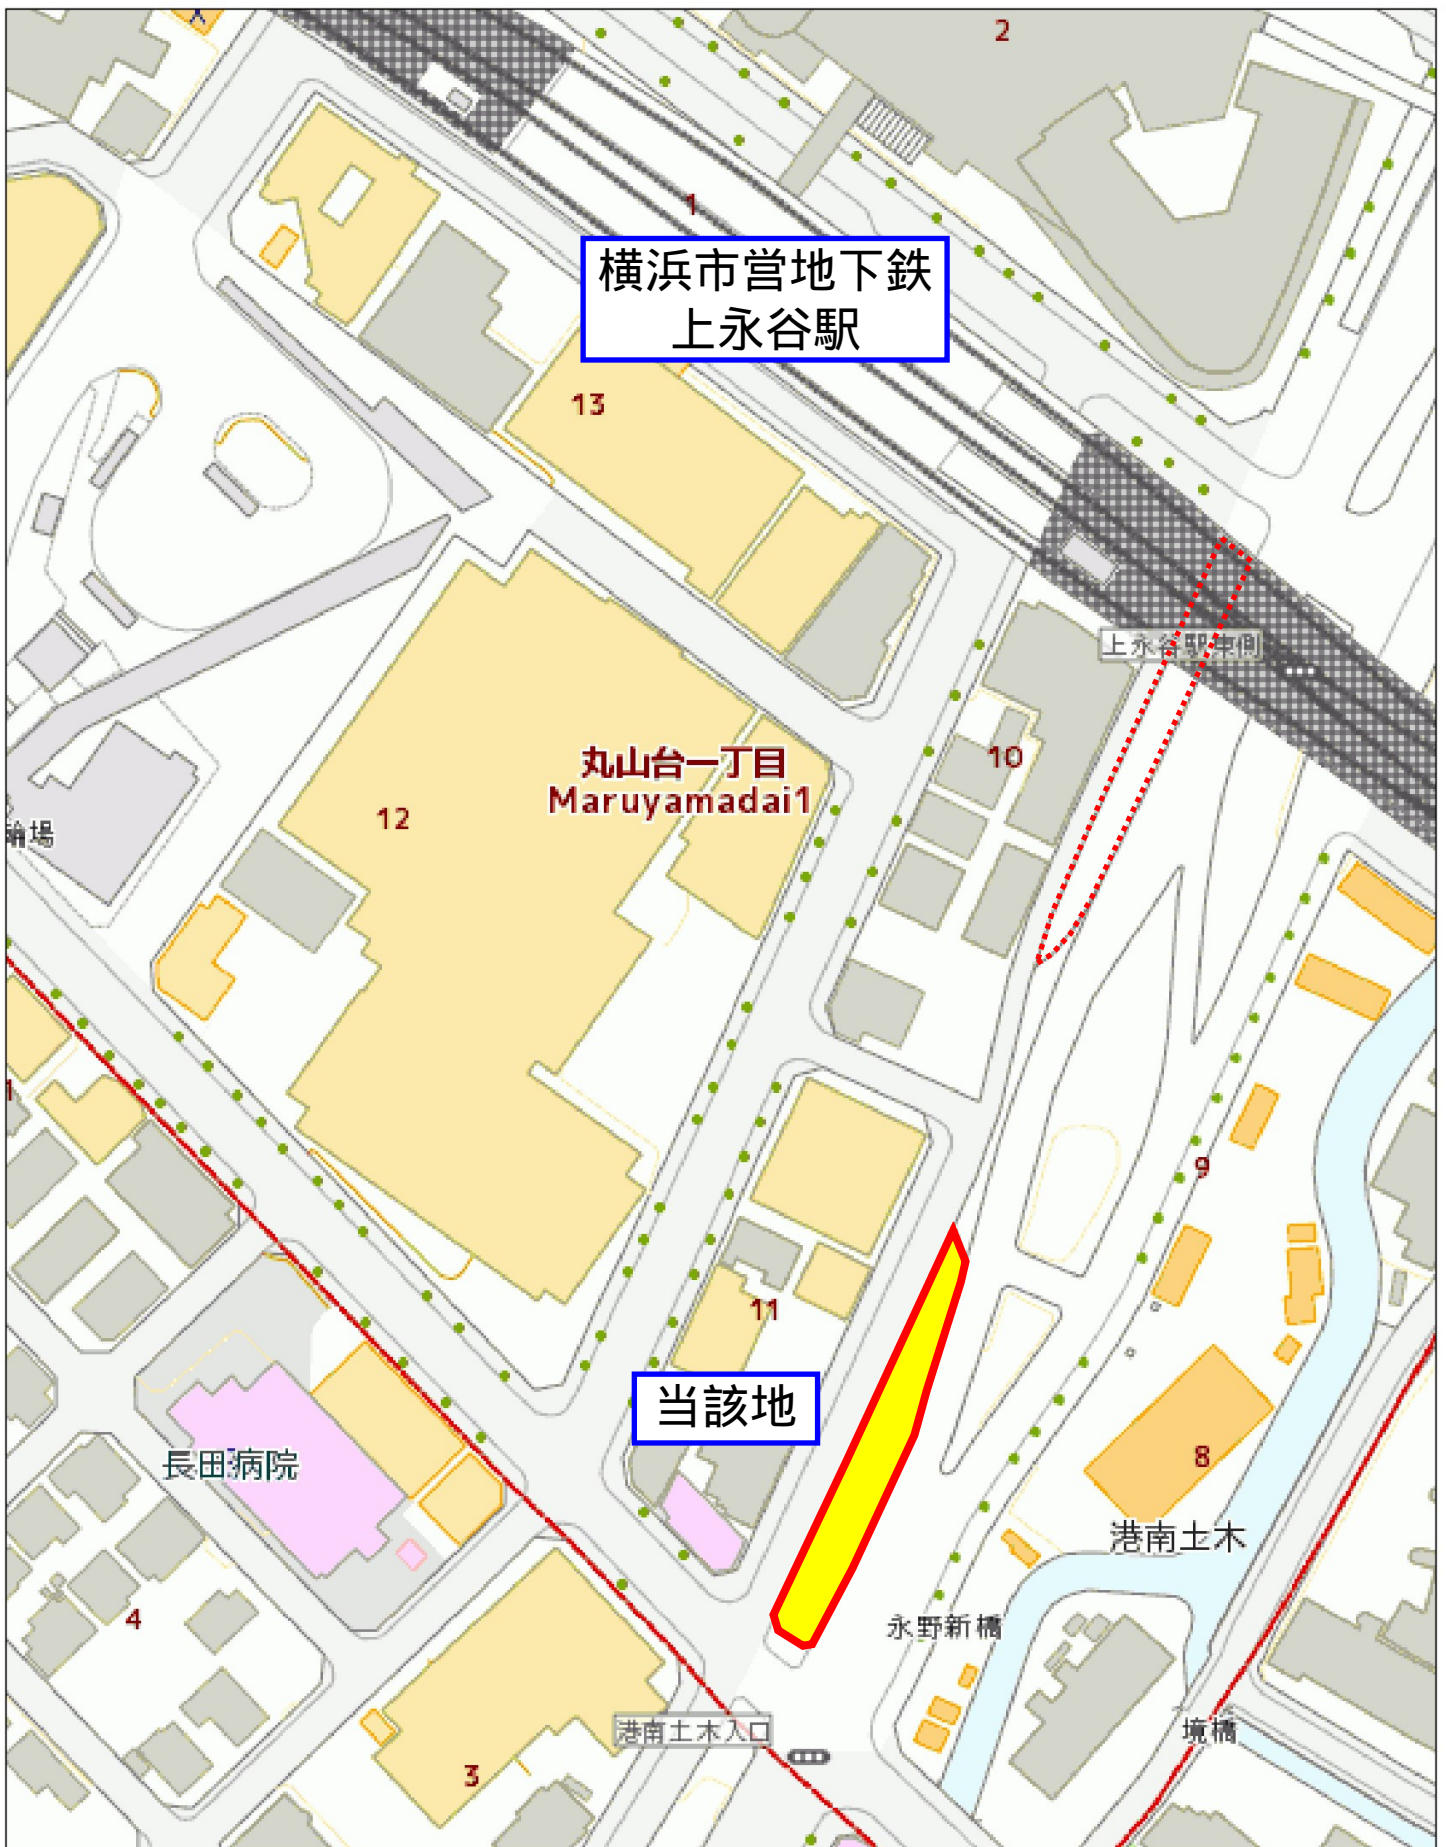 2
1
横浜市営地下鉄
上永谷駅
13
上永谷駅東側
丸山台一丁目
Maruyamadai1
10
12
輪場
1
9
11
当該地
長田病院
8
港南土木
4
永野新橋
港南土木入口
境橋
3